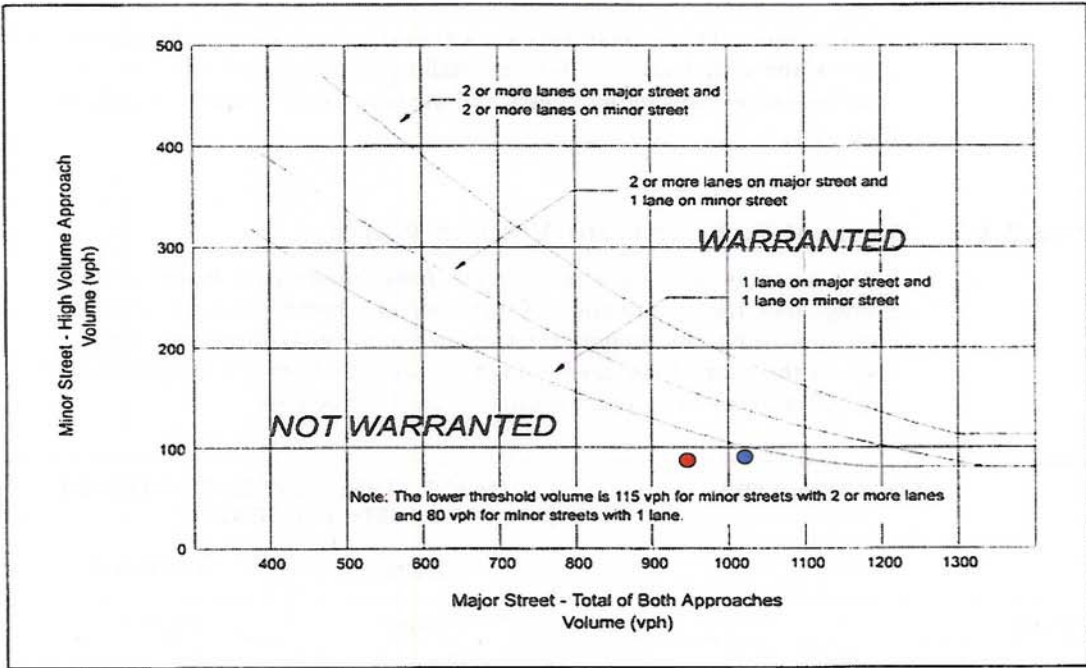 500
400
300
200
100
0
Minor Street - High Volume Approach
Volume (vph)
2 or more lanes on major street and
2 or more lanes on minor street
2 or more lanes on major street and
1 lane on minor street
WARRANTED
1 lane on major street and
1 lane on minor street
NOT WARRANTED
Note: The lower threshold volume is 115 vph for minor streets with 2 or more lanes
and 80 vph for minor streets with 1 lane.
400 500 600 700 800 900 1000 1100 1200 1300
Major Street - Total of Both Approaches
Volume (vph)